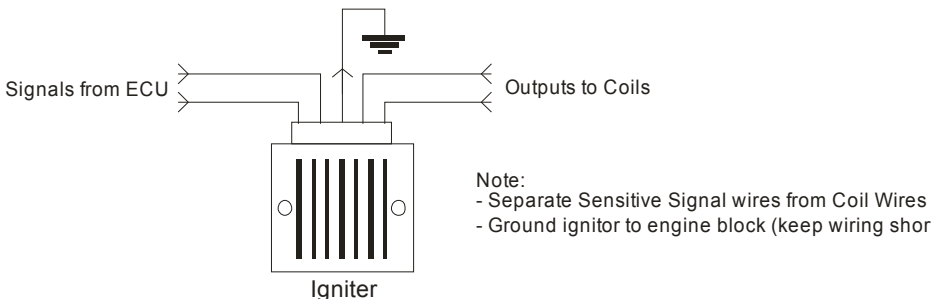 Signals from ECU
Outputs to Coils
Note:
- Separate Sensitive Signal wires from Coil Wires
- Ground ignitor to engine block (keep wiring shor
Igniter